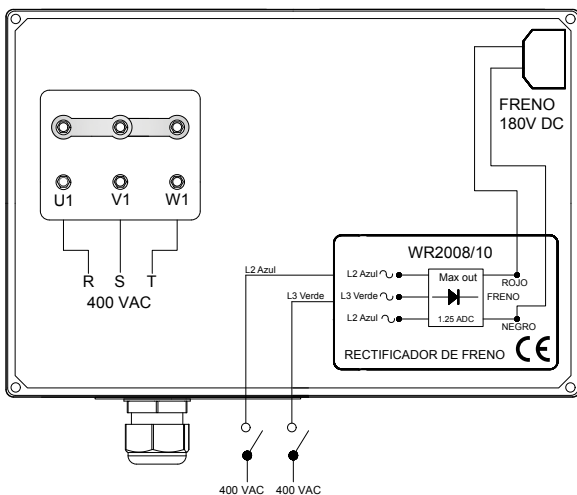 FRENO
180V DC
U1 V1 W1
R S T
400 VAC
WR2008/10
L2 Azul
L2 Azul
Max out
ROJO
L3 Verde
L3 Verde
FRENO
L2 Azul
1.25 ADC
NEGRO
RECTIFICADOR DE FRENO CE
400 VAC 400 VAC